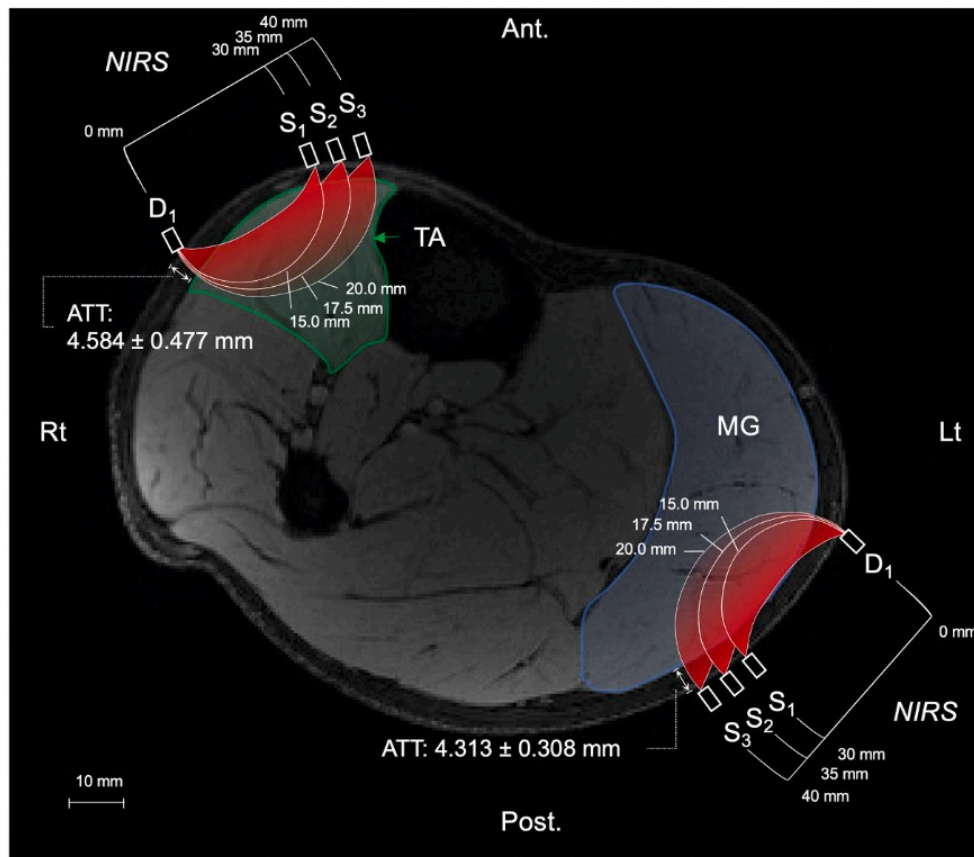 Ant.
NIRS
40 mm
35 mm
30 mm
0 mm
S₁ S₂ S₃
D₁
TA
20.0 mm
17.5 mm
15.0 mm
ATT:
4.584 ± 0.477 mm
Rt
MG
Lt
15.0 mm
17.5 mm
20.0 mm
D₁
0 mm
NIRS
S₁
S₂
S₃
30 mm
35 mm
40 mm
ATT: 4.313 ± 0.308 mm
10 mm
Post.